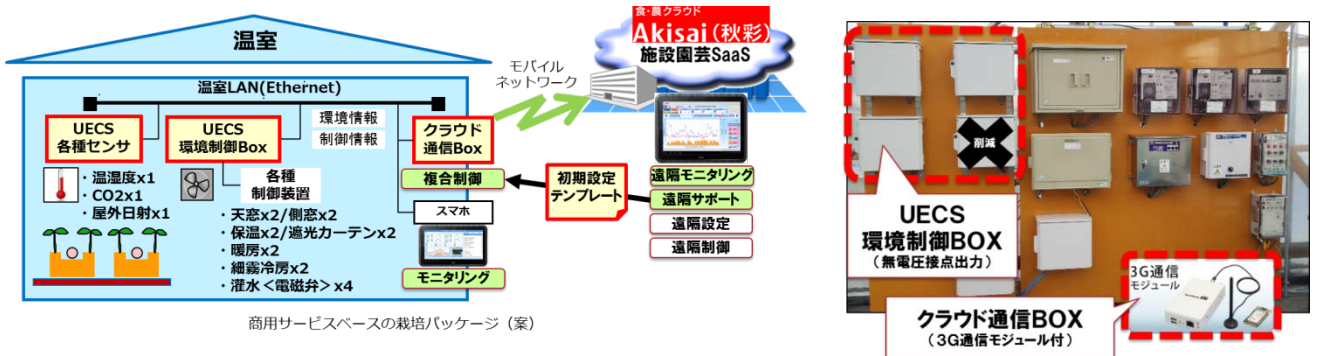 温室
温室LAN(Ethernet)
UECS
各種センサ
UECS
環境制御Box
環境情報
制御情報
クラウド
通信Box
複合制御
スマホ
モニタリング
・温湿度x1
・CO2x1
・屋外日射x1
各種
制御装置
・天窓x2/側窓x2
・保温x2/遮光カーテンx2
・暖房x2
・細霧冷房x2
・灌水＜電磁弁＞x4
モバイル
ネットワーク
食・農クラウド
Akisai(秋彩)
施設園芸SaaS
初期設定
テンプレート
遠隔モニタリング
遠隔サポート
遠隔設定
遠隔制御
商用サービスベースの栽培パッケージ（案）
削減
UECS
環境制御BOX
（無電圧接点出力）
3G通信
モジュール
クラウド通信BOX
（3G通信モジュール付）